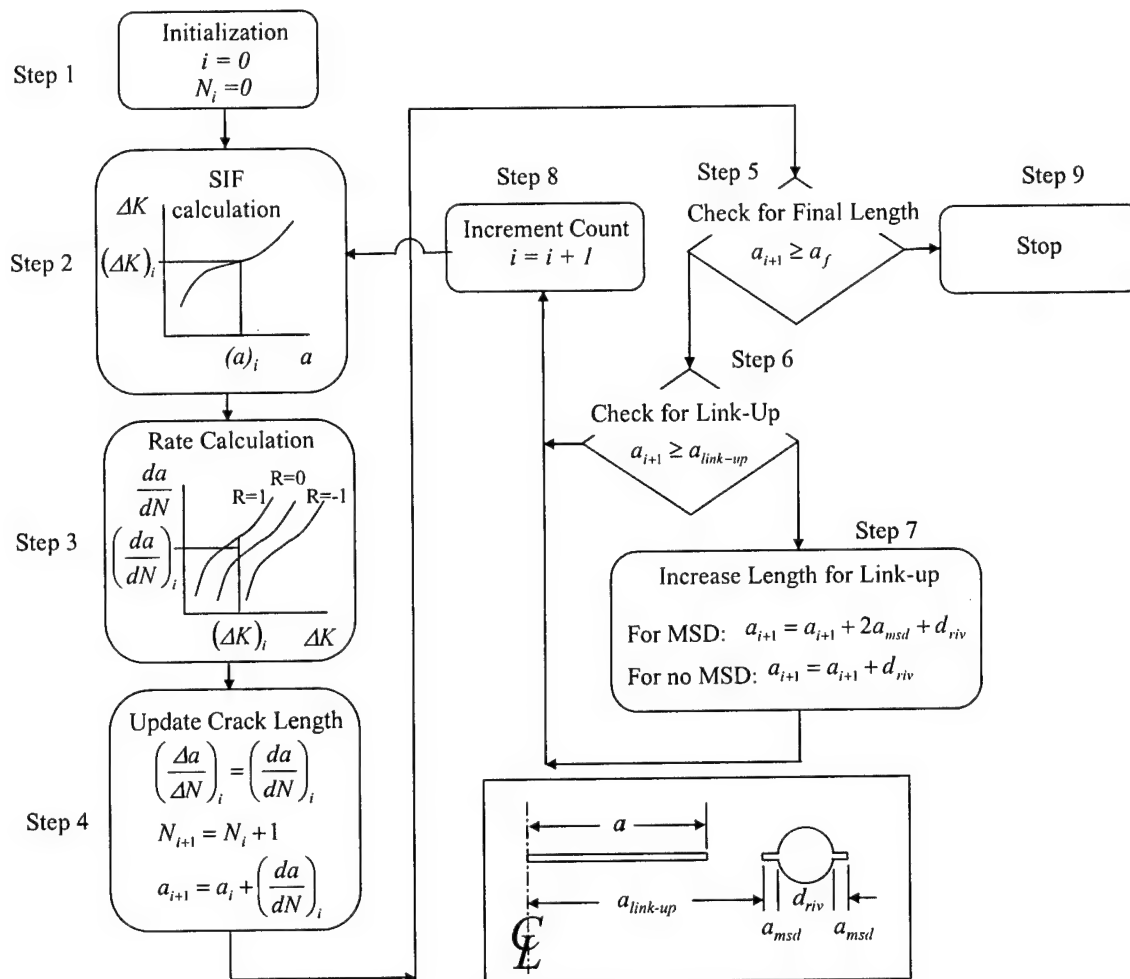 Step 1
Initialization
i = 0
N_i =0
Step 2
SIF
calculation
ΔK
(ΔK)_i
(a)_i
a
Step 3
Rate Calculation
da/dN
(da/dN)_i
R=1
R=0
R=-1
(ΔK)_i
ΔK
Step 4
Update Crack Length
(Δa/ΔN)_i = (da/dN)_i
N_{i+1} = N_i + 1
a_{i+1} = a_i + (da/dN)_i
Step 5
Check for Final Length
a_{i+1} ≥ a_f
Step 6
Check for Link-Up
a_{i+1} ≥ a_{link-up}
Step 7
Increase Length for Link-up
For MSD: a_{i+1} = a_{i+1} + 2a_{msd} + d_{riv}
For no MSD: a_{i+1} = a_{i+1} + d_{riv}
Step 8
Increment Count
i = i + 1
Step 9
Stop
a
a_{link-up}
d_{riv}
a_{msd}
a_{msd}
CL